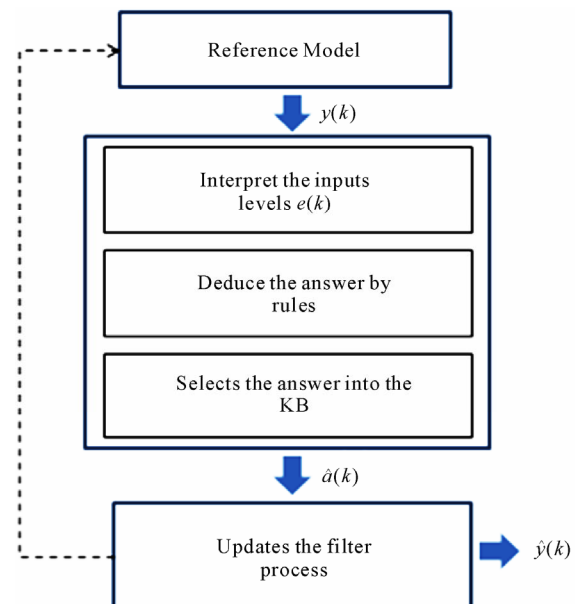 Reference Model
y(k)
Interpret the inputs
levels e(k)
Deduce the answer by
rules
Selects the answer into the
KB
â(k)
Updates the filter
process
ŷ(k)